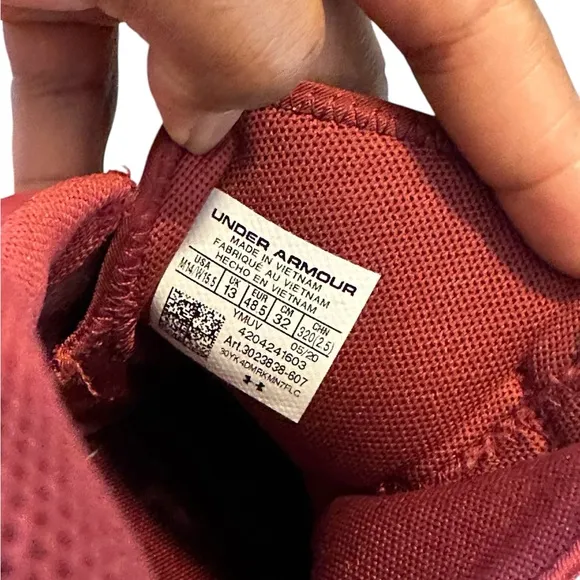 UNDER ARMOUR
MADE IN VIETNAM
FABRIQUÉ AU VIETNAM
HECHO EN VIETNAM
USA UK EUR CM CHN
M14/W15.5 13 48.5 32 320(2.5)
YMUV 05/20
4204241603
Art.3023838-607